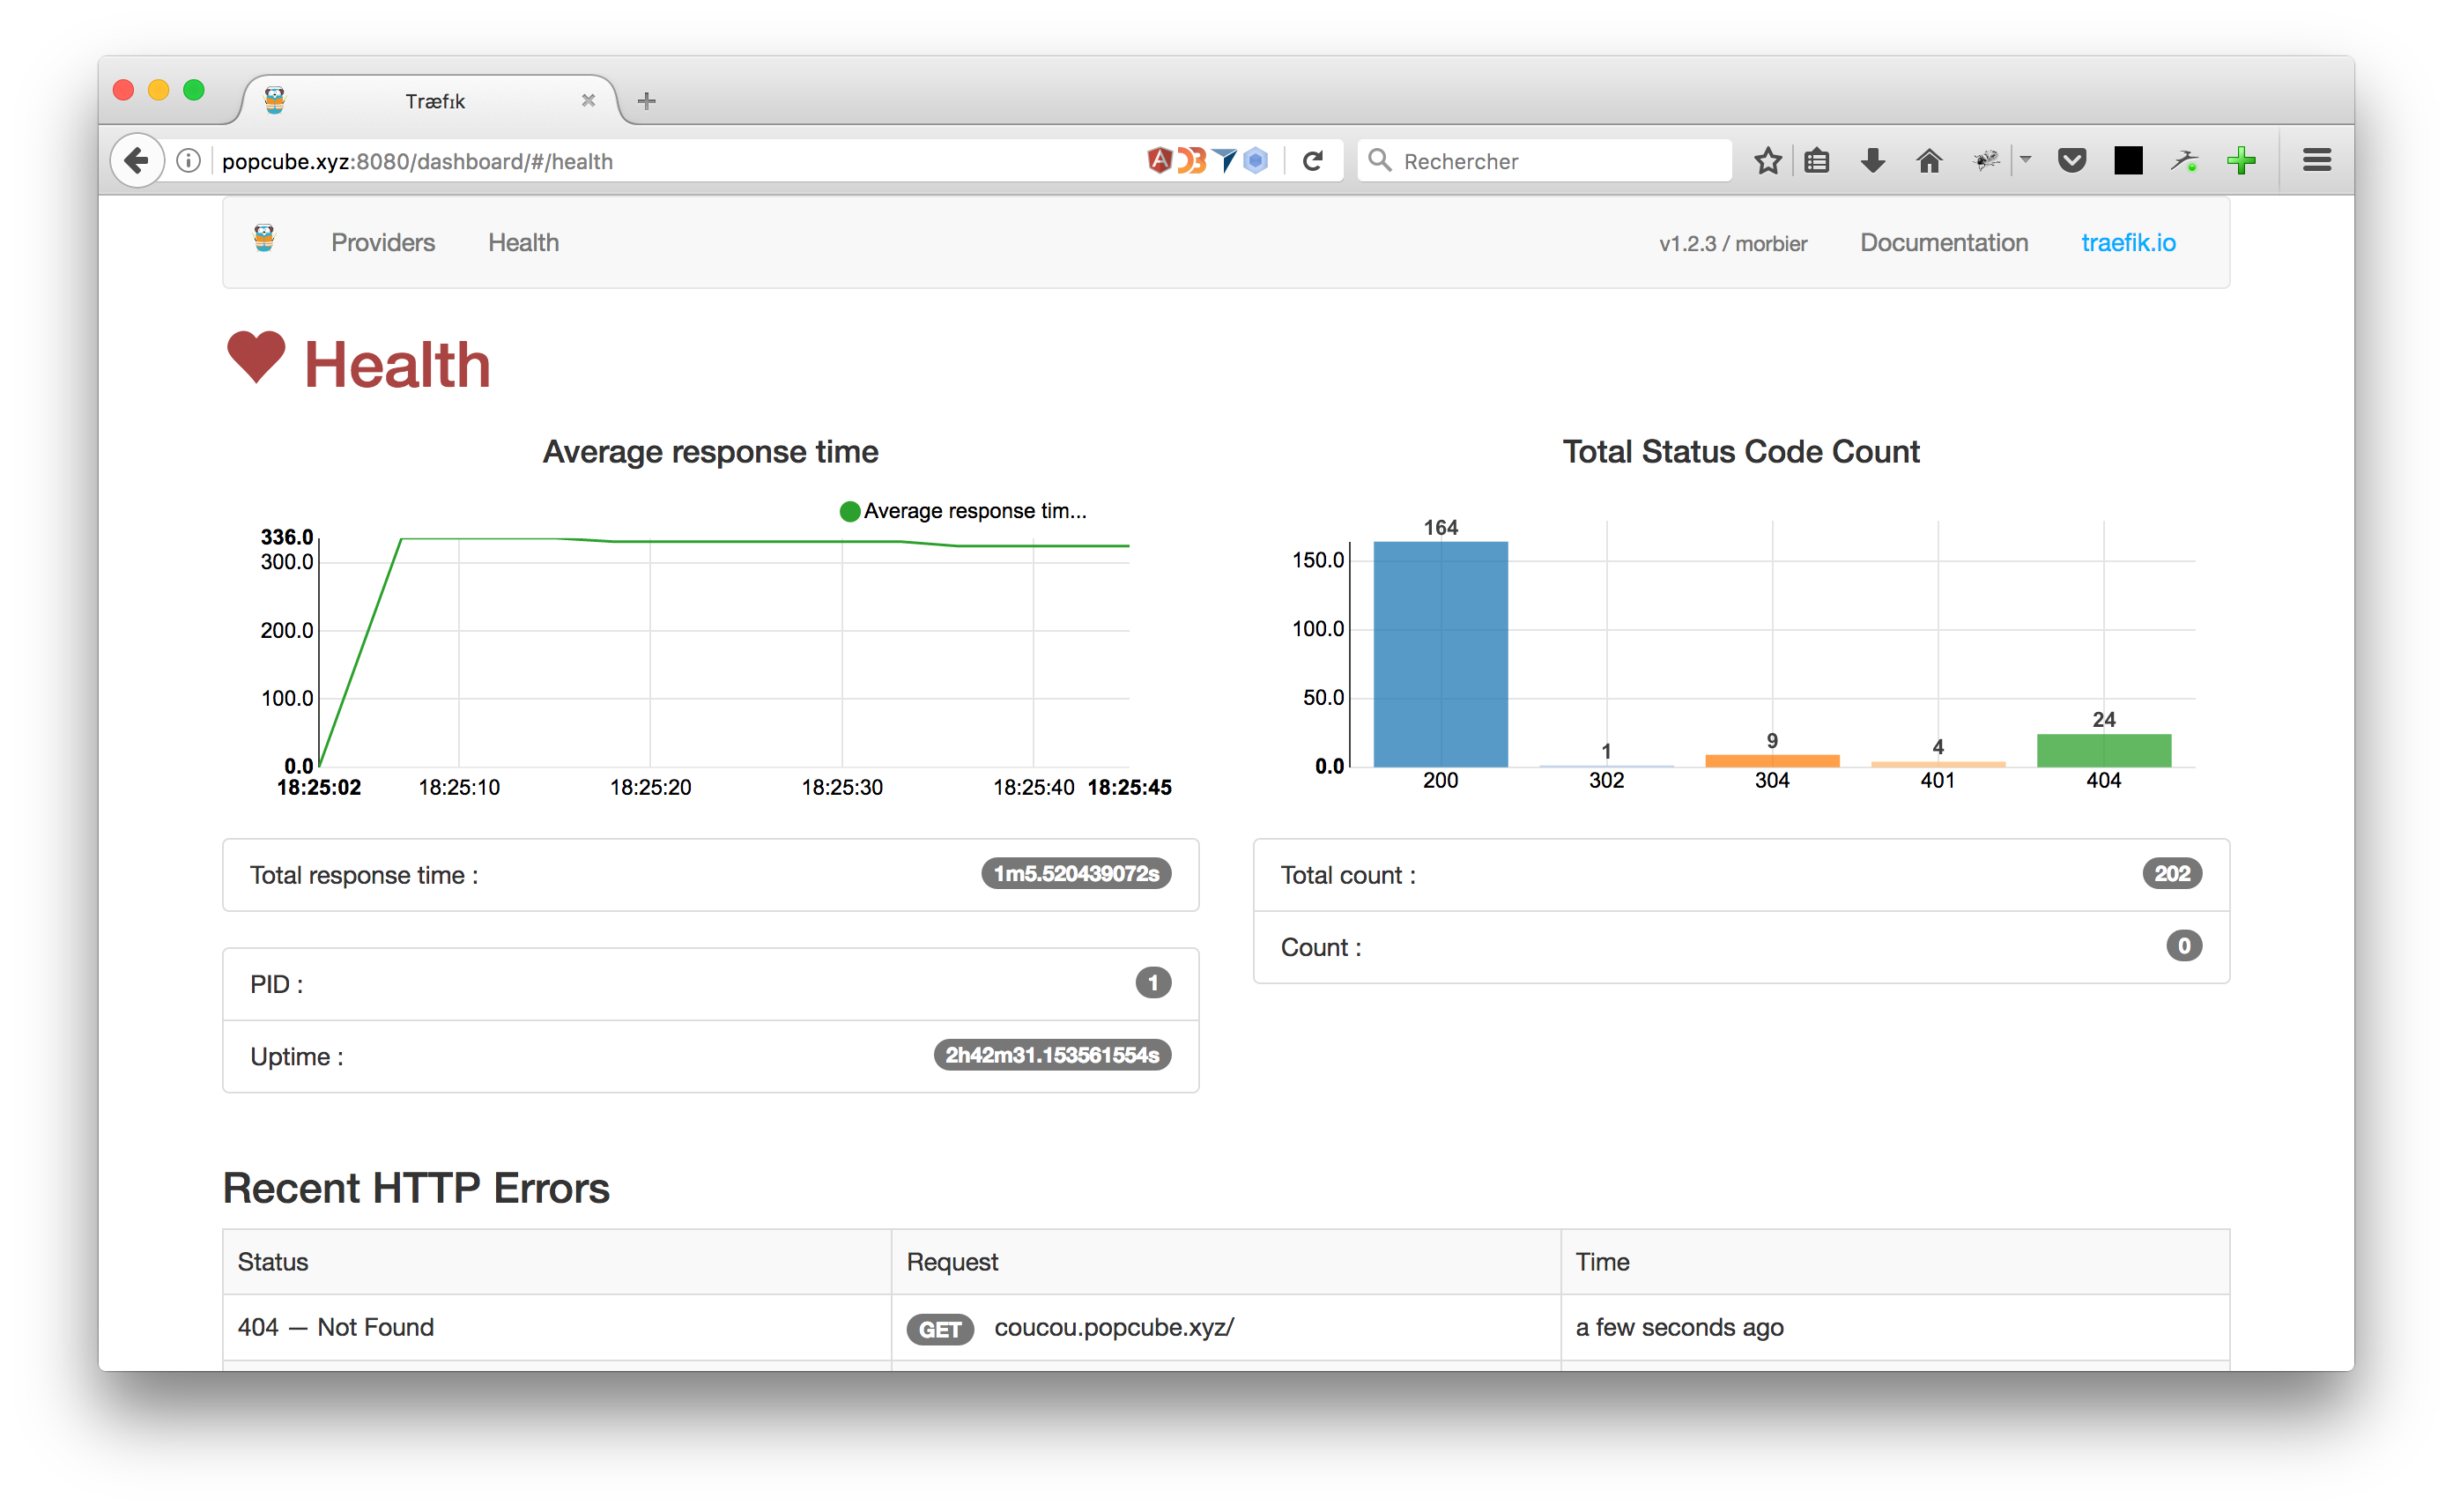 Træfɪk
popcube.xyz:8080/dashboard/#/health
Rechercher
Providers Health v1.2.3 / morbier Documentation traefik.io
Health
Average response time
Average response tim...
336.0
300.0
200.0
100.0
0.0
18:25:02 18:25:10 18:25:20 18:25:30 18:25:40 18:25:45
Total Status Code Count
164
150.0
100.0
50.0
24
9
4
1
0.0
200 302 304 401 404
Total response time : 1m5.520439072s
PID : 1
Uptime : 2h42m31.153561554s
Total count : 202
Count : 0
Recent HTTP Errors
Status Request Time
404 — Not Found GET coucou.popcube.xyz/ a few seconds ago